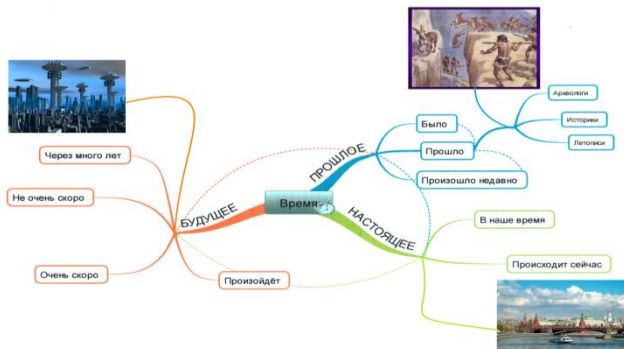 Время
ПРОШЛОЕ
Было
Прошло
Произошло недавно
Археологи
Историки
Летописи
НАСТОЯЩЕЕ
В наше время
Происходит сейчас
БУДУЩЕЕ
Через много лет
Не очень скоро
Очень скоро
Произойдёт